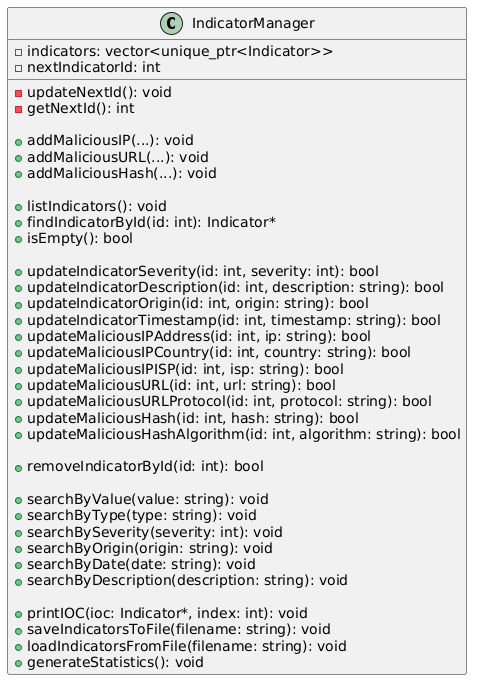 C IndicatorManager
indicators: vector<unique_ptr<Indicator>>
nextIndicatorId: int
updateNextId(): void
getNextId(): int
addMaliciousIP(...): void
addMaliciousURL(...): void
addMaliciousHash(...): void
listIndicators(): void
findIndicatorById(id: int): Indicator*
isEmpty(): bool
updateIndicatorSeverity(id: int, severity: int): bool
updateIndicatorDescription(id: int, description: string): bool
updateIndicatorOrigin(id: int, origin: string): bool
updateIndicatorTimestamp(id: int, timestamp: string): bool
updateMaliciousIPAddress(id: int, ip: string): bool
updateMaliciousIPCountry(id: int, country: string): bool
updateMaliciousIPISP(id: int, isp: string): bool
updateMaliciousURL(id: int, url: string): bool
updateMaliciousURLProtocol(id: int, protocol: string): bool
updateMaliciousHash(id: int, hash: string): bool
updateMaliciousHashAlgorithm(id: int, algorithm: string): bool
removeIndicatorById(id: int): bool
searchByValue(value: string): void
searchByType(type: string): void
searchBySeverity(severity: int): void
searchByOrigin(origin: string): void
searchByDate(date: string): void
searchByDescription(description: string): void
printIOC(ioc: Indicator*, index: int): void
saveIndicatorsToFile(filename: string): void
loadIndicatorsFromFile(filename: string): void
generateStatistics(): void